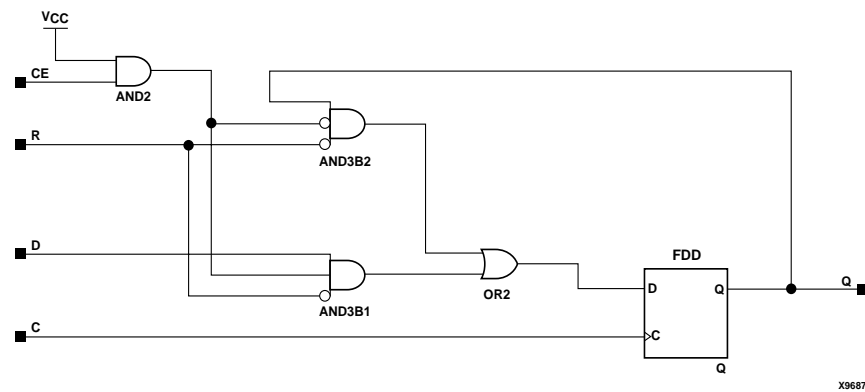 VCC
CE
AND2
R
AND3B2
D
AND3B1
OR2
FDD
D
Q
Q
C
C
Q
X9687